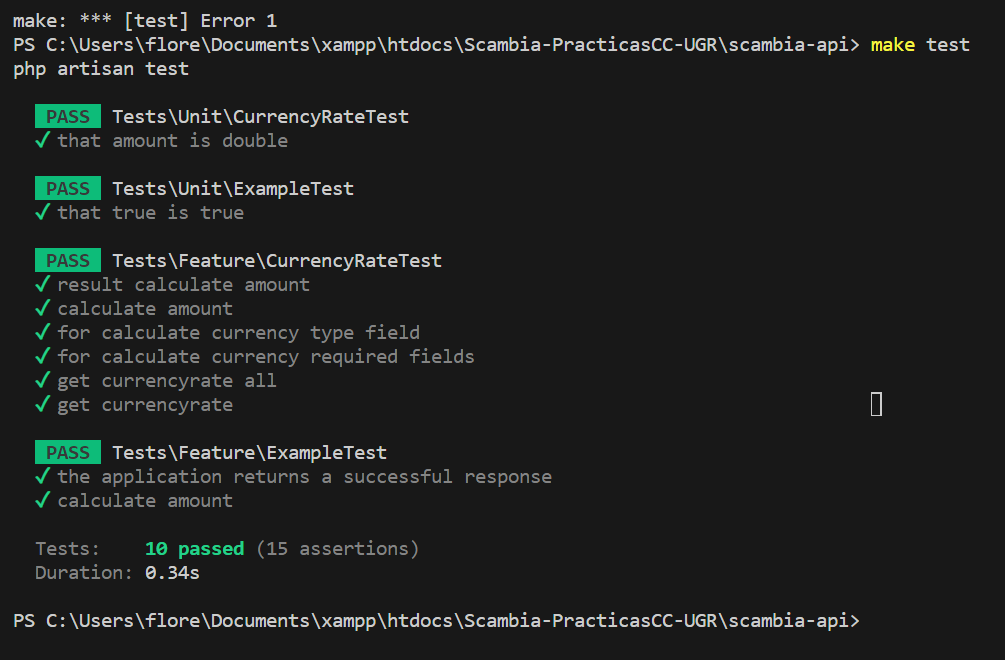 make: *** [test] Error 1
PS C:\Users\flore\Documents\xampp\htdocs\Scambia-PracticasCC-UGR\scambia-api> make test
php artisan test
PASS Tests\Unit\CurrencyRateTest
✓ that amount is double
PASS Tests\Unit\ExampleTest
✓ that true is true
PASS Tests\Feature\CurrencyRateTest
✓ result calculate amount
✓ calculate amount
✓ for calculate currency type field
✓ for calculate currency required fields
✓ get currencyrate all
✓ get currencyrate
PASS Tests\Feature\ExampleTest
✓ the application returns a successful response
✓ calculate amount
Tests: 10 passed (15 assertions)
Duration: 0.34s
PS C:\Users\flore\Documents\xampp\htdocs\Scambia-PracticasCC-UGR\scambia-api>